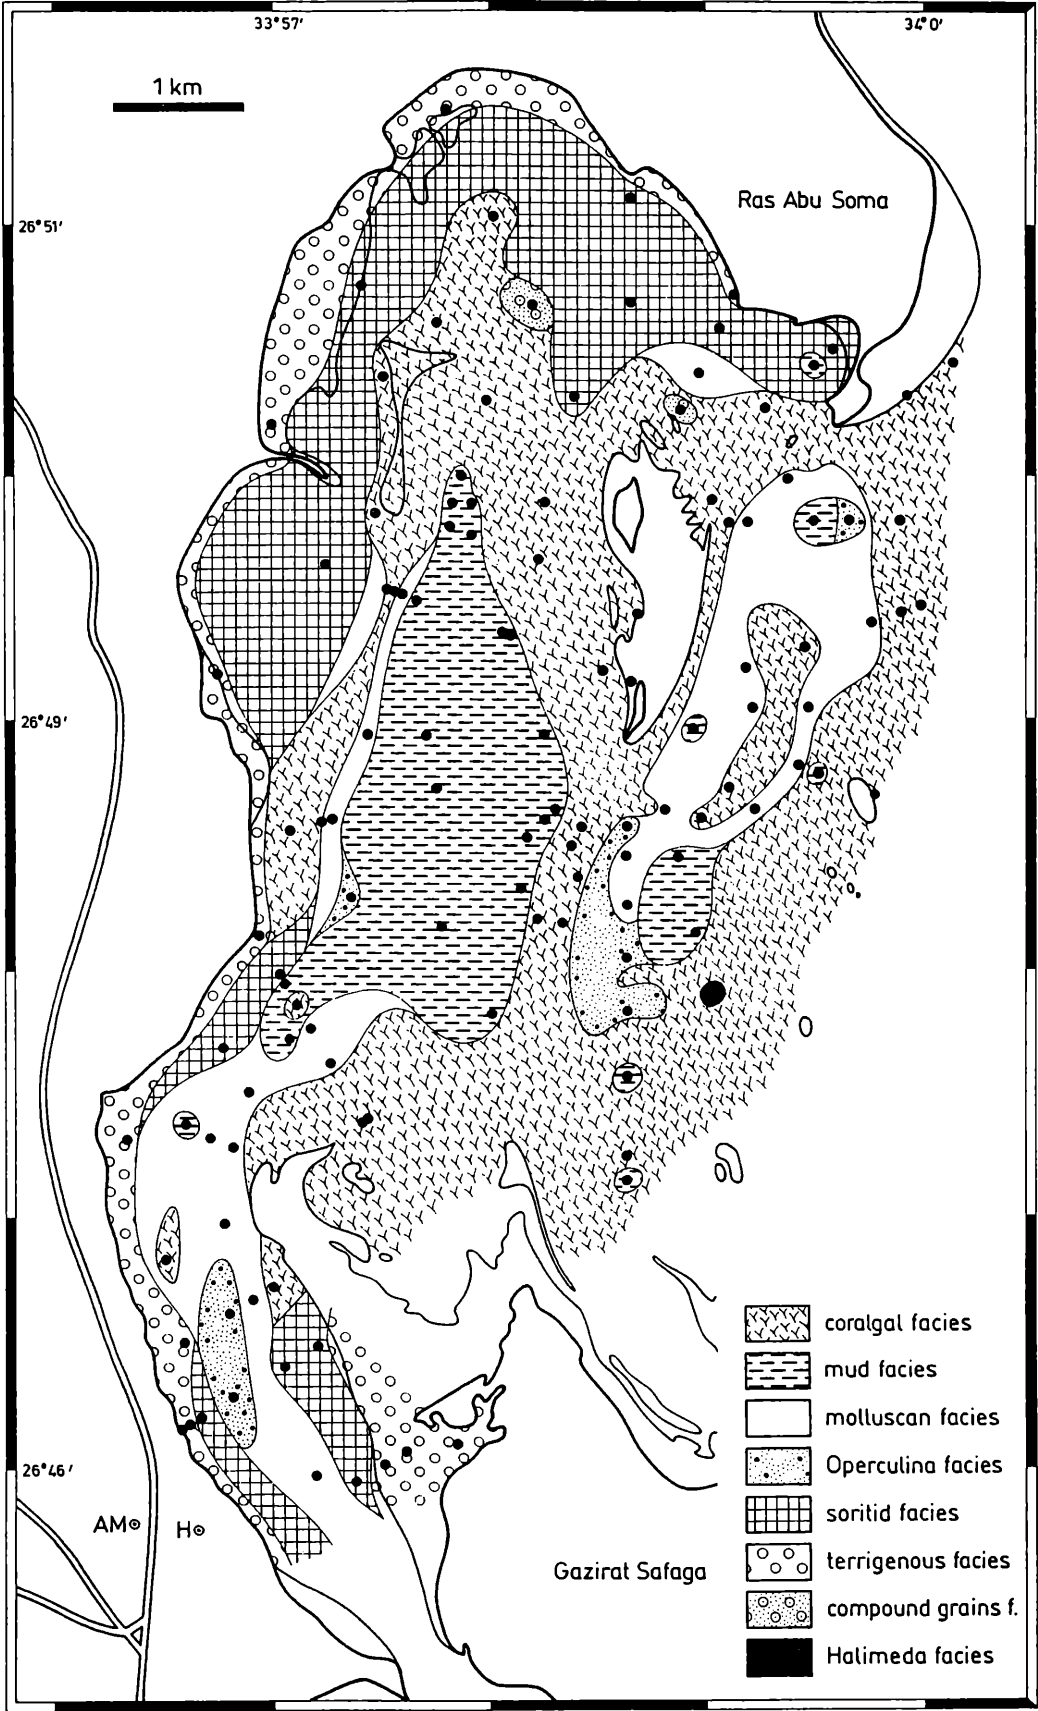 33°57'
34°0'
1 km
Ras Abu Soma
26°51'
26°49'
coralgal facies
mud facies
molluscan facies
26°46'
Operculina facies
soritid facies
AM
H
terrigenous facies
Gazirat Safaga
compound grains f.
Halimeda facies